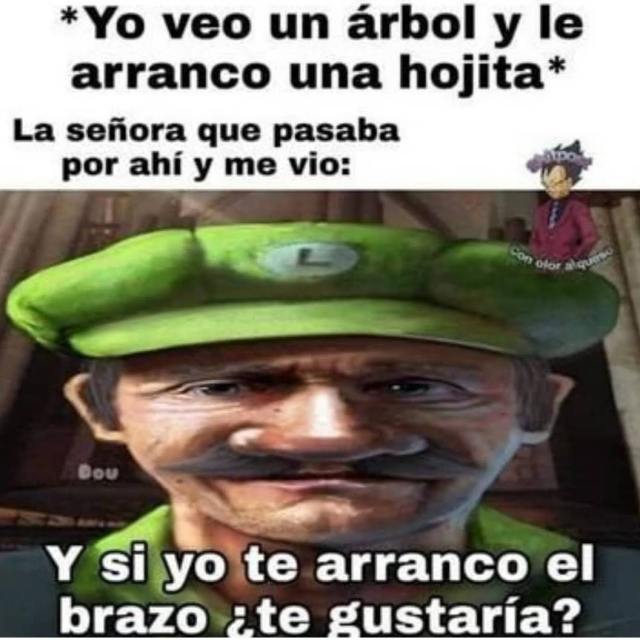 *Yo veo un árbol y le
arranco una hojita*
La señora que pasaba
por ahí y me vio:
con olor a queso
L
Dou
Y si yo te arranco el
brazo ¿te gustaría?